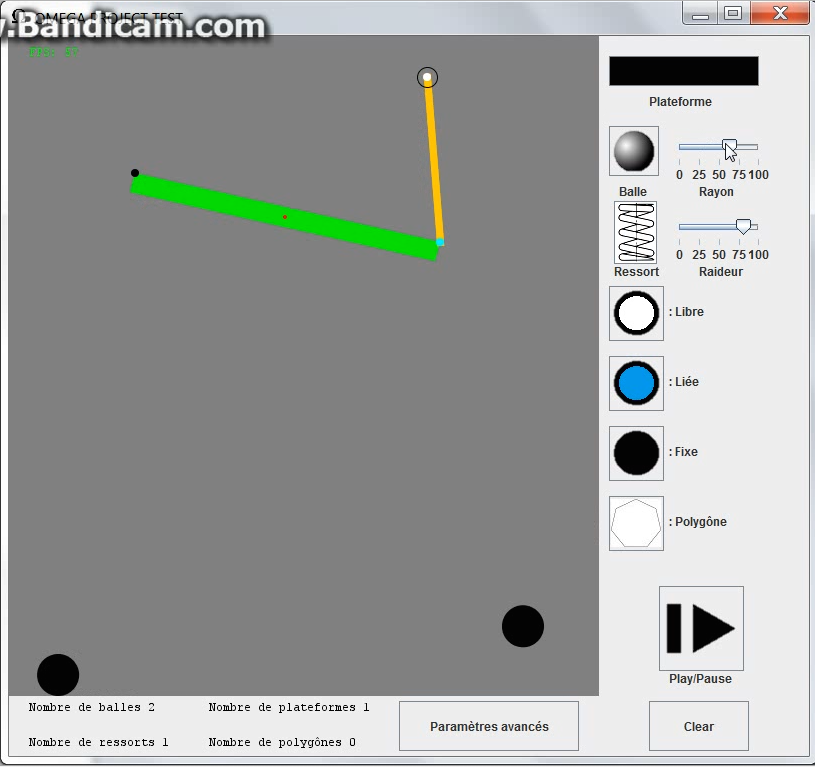 OMEGA PROJECT TEST
w.Bandicam.com
FPS: 57
Plateforme
Balle
0 25 50 75 100
Rayon
Ressort
0 25 50 75 100
Raideur
: Libre
: Liée
: Fixe
: Polygône
Play/Pause
Nombre de balles 2
Nombre de plateformes 1
Paramètres avancés
Clear
Nombre de ressorts 1
Nombre de polygônes 0